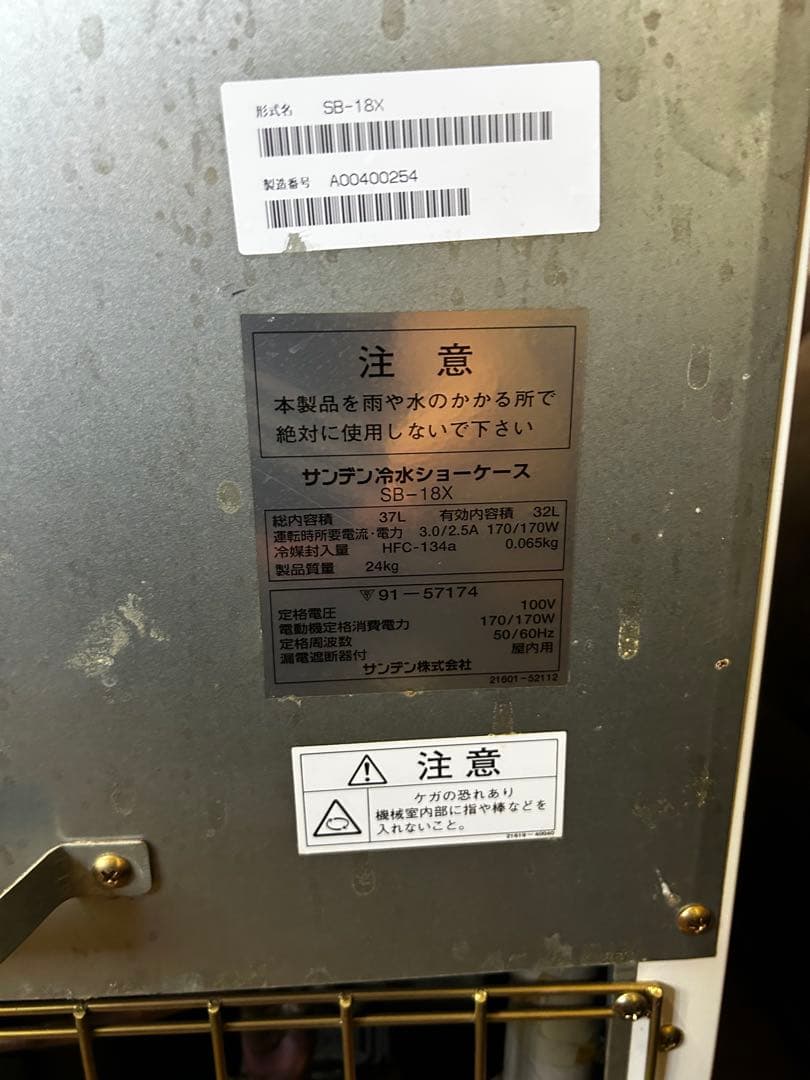 形式名 SB-18X
製造番号 A00400254
注意
本製品を雨や水のかかる所で
絶対に使用しないで下さい
サンデン冷水ショーケース
SB-18X
総内容積 37L 有効内容積 32L
運転時所要電流・電力 3.0/2.5A 170/170W
冷媒封入量 HFC-134a 0.065kg
製品質量 24kg
91-57174
定格電圧 100V
電動機定格消費電力 170/170W
定格周波数 50/60Hz
漏電遮断器付 屋内用
サンデン株式会社
21601-52112
注意
ケガの恐れあり
機械室内部に指や棒などを
入れないこと。